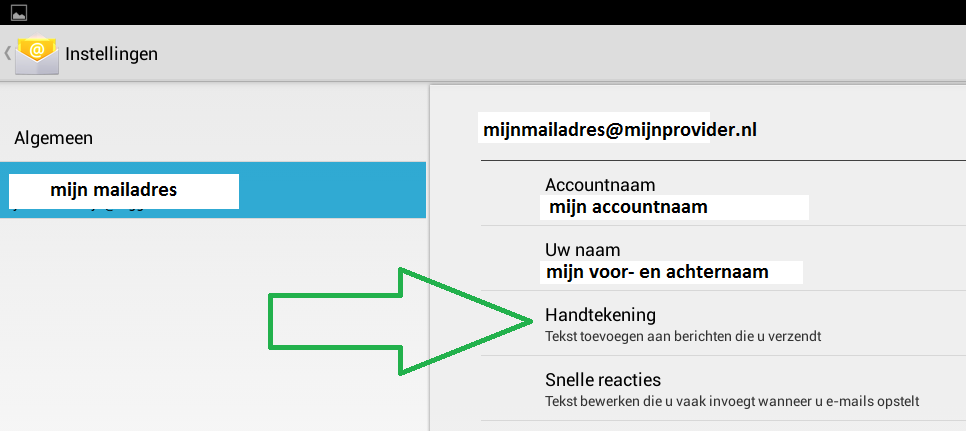 Instellingen
Algemeen
mijn mailadres
mijnmailadres@mijnprovider.nl
Accountnaam
mijn accountnaam
Uw naam
mijn voor- en achternaam
Handtekening
Tekst toevoegen aan berichten die u verzendt
Snelle reacties
Tekst bewerken die u vaak invoegt wanneer u e-mails opstelt